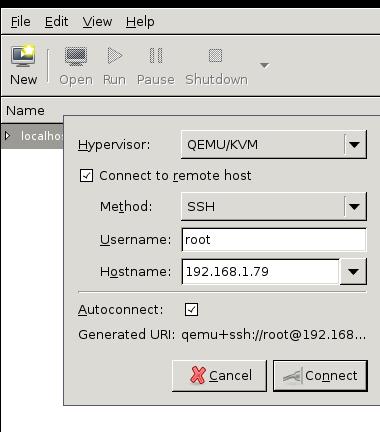 File Edit View Help
New Open Run Pause Shutdown
Name
localhos
Hypervisor: QEMU/KVM
Connect to remote host
Method: SSH
Username: root
Hostname: 192.168.1.79
Autoconnect:
Generated URI: qemu+ssh://root@192.168...
Cancel Connect